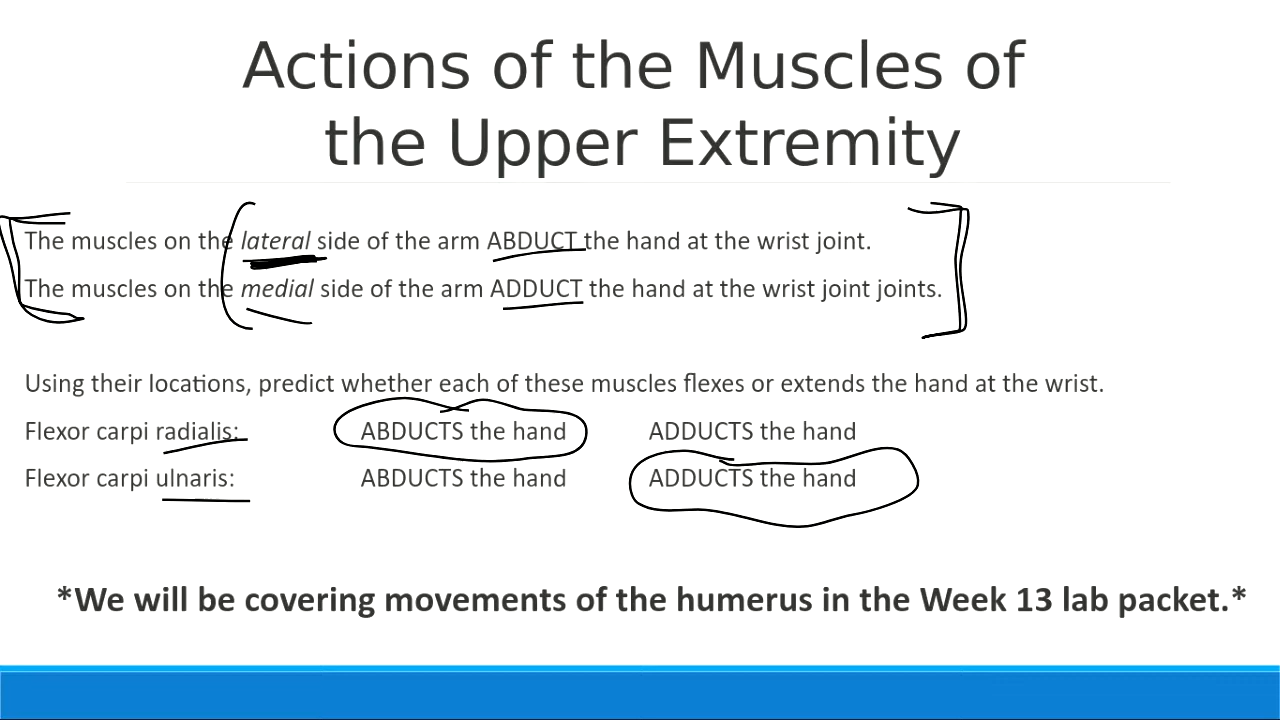 Actions of the Muscles of
the Upper Extremity
The muscles on the lateral side of the arm ABDUCT the hand at the wrist joint.
The muscles on the medial side of the arm ADDUCT the hand at the wrist joint joints.
Using their locations, predict whether each of these muscles flexes or extends the hand at the wrist.
Flexor carpi radialis: ABDUCTS the hand ADDUCTS the hand
Flexor carpi ulnaris: ABDUCTS the hand ADDUCTS the hand
*We will be covering movements of the humerus in the Week 13 lab packet.*